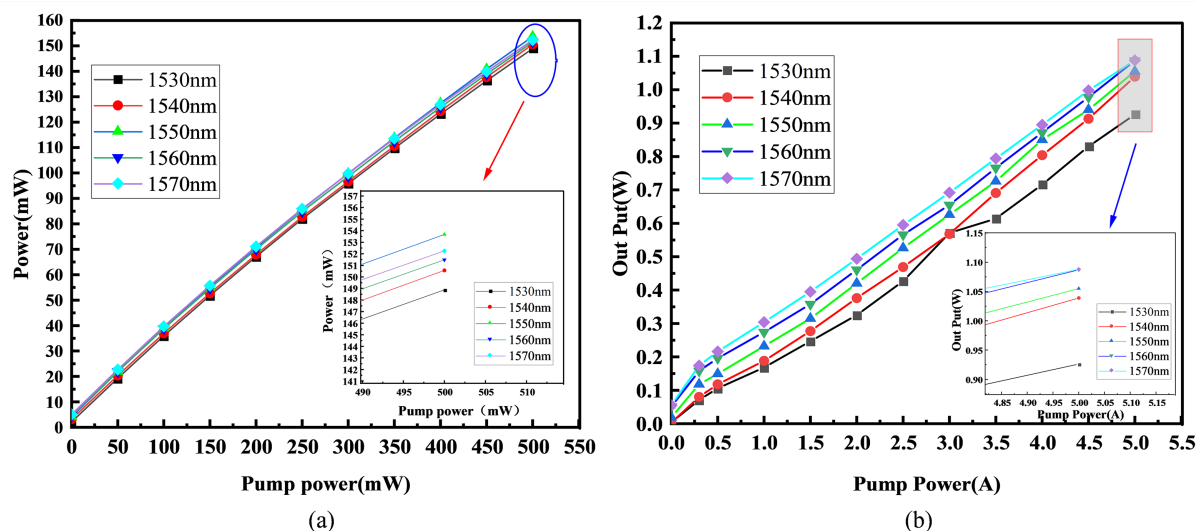 160
150
140
130
120
110
100
90
80
70
60
50
40
30
20
10
0
Power(mW)
1530nm
1540nm
1550nm
1560nm
1570nm
157
156
155
154
153
152
151
150
149
148
147
146
145
144
143
142
141
Power（mW）
1530nm
1540nm
1550nm
1560nm
1570nm
490 495 500 505 510
Pump power（mW）
0 50 100 150 200 250 300 350 400 450 500 550
Pump power(mW)
(a)
1.2
1.1
1.0
0.9
0.8
0.7
0.6
0.5
0.4
0.3
0.2
0.1
0.0
Out Put(W)
1530nm
1540nm
1550nm
1560nm
1570nm
1.15
1.10
1.05
1.00
0.95
0.90
Out Put(W)
1530nm
1540nm
1550nm
1560nm
1570nm
4.85 4.90 4.95 5.00 5.05 5.10 5.15
Pump Power(A)
0.0 0.5 1.0 1.5 2.0 2.5 3.0 3.5 4.0 4.5 5.0 5.5
Pump Power(A)
(b)